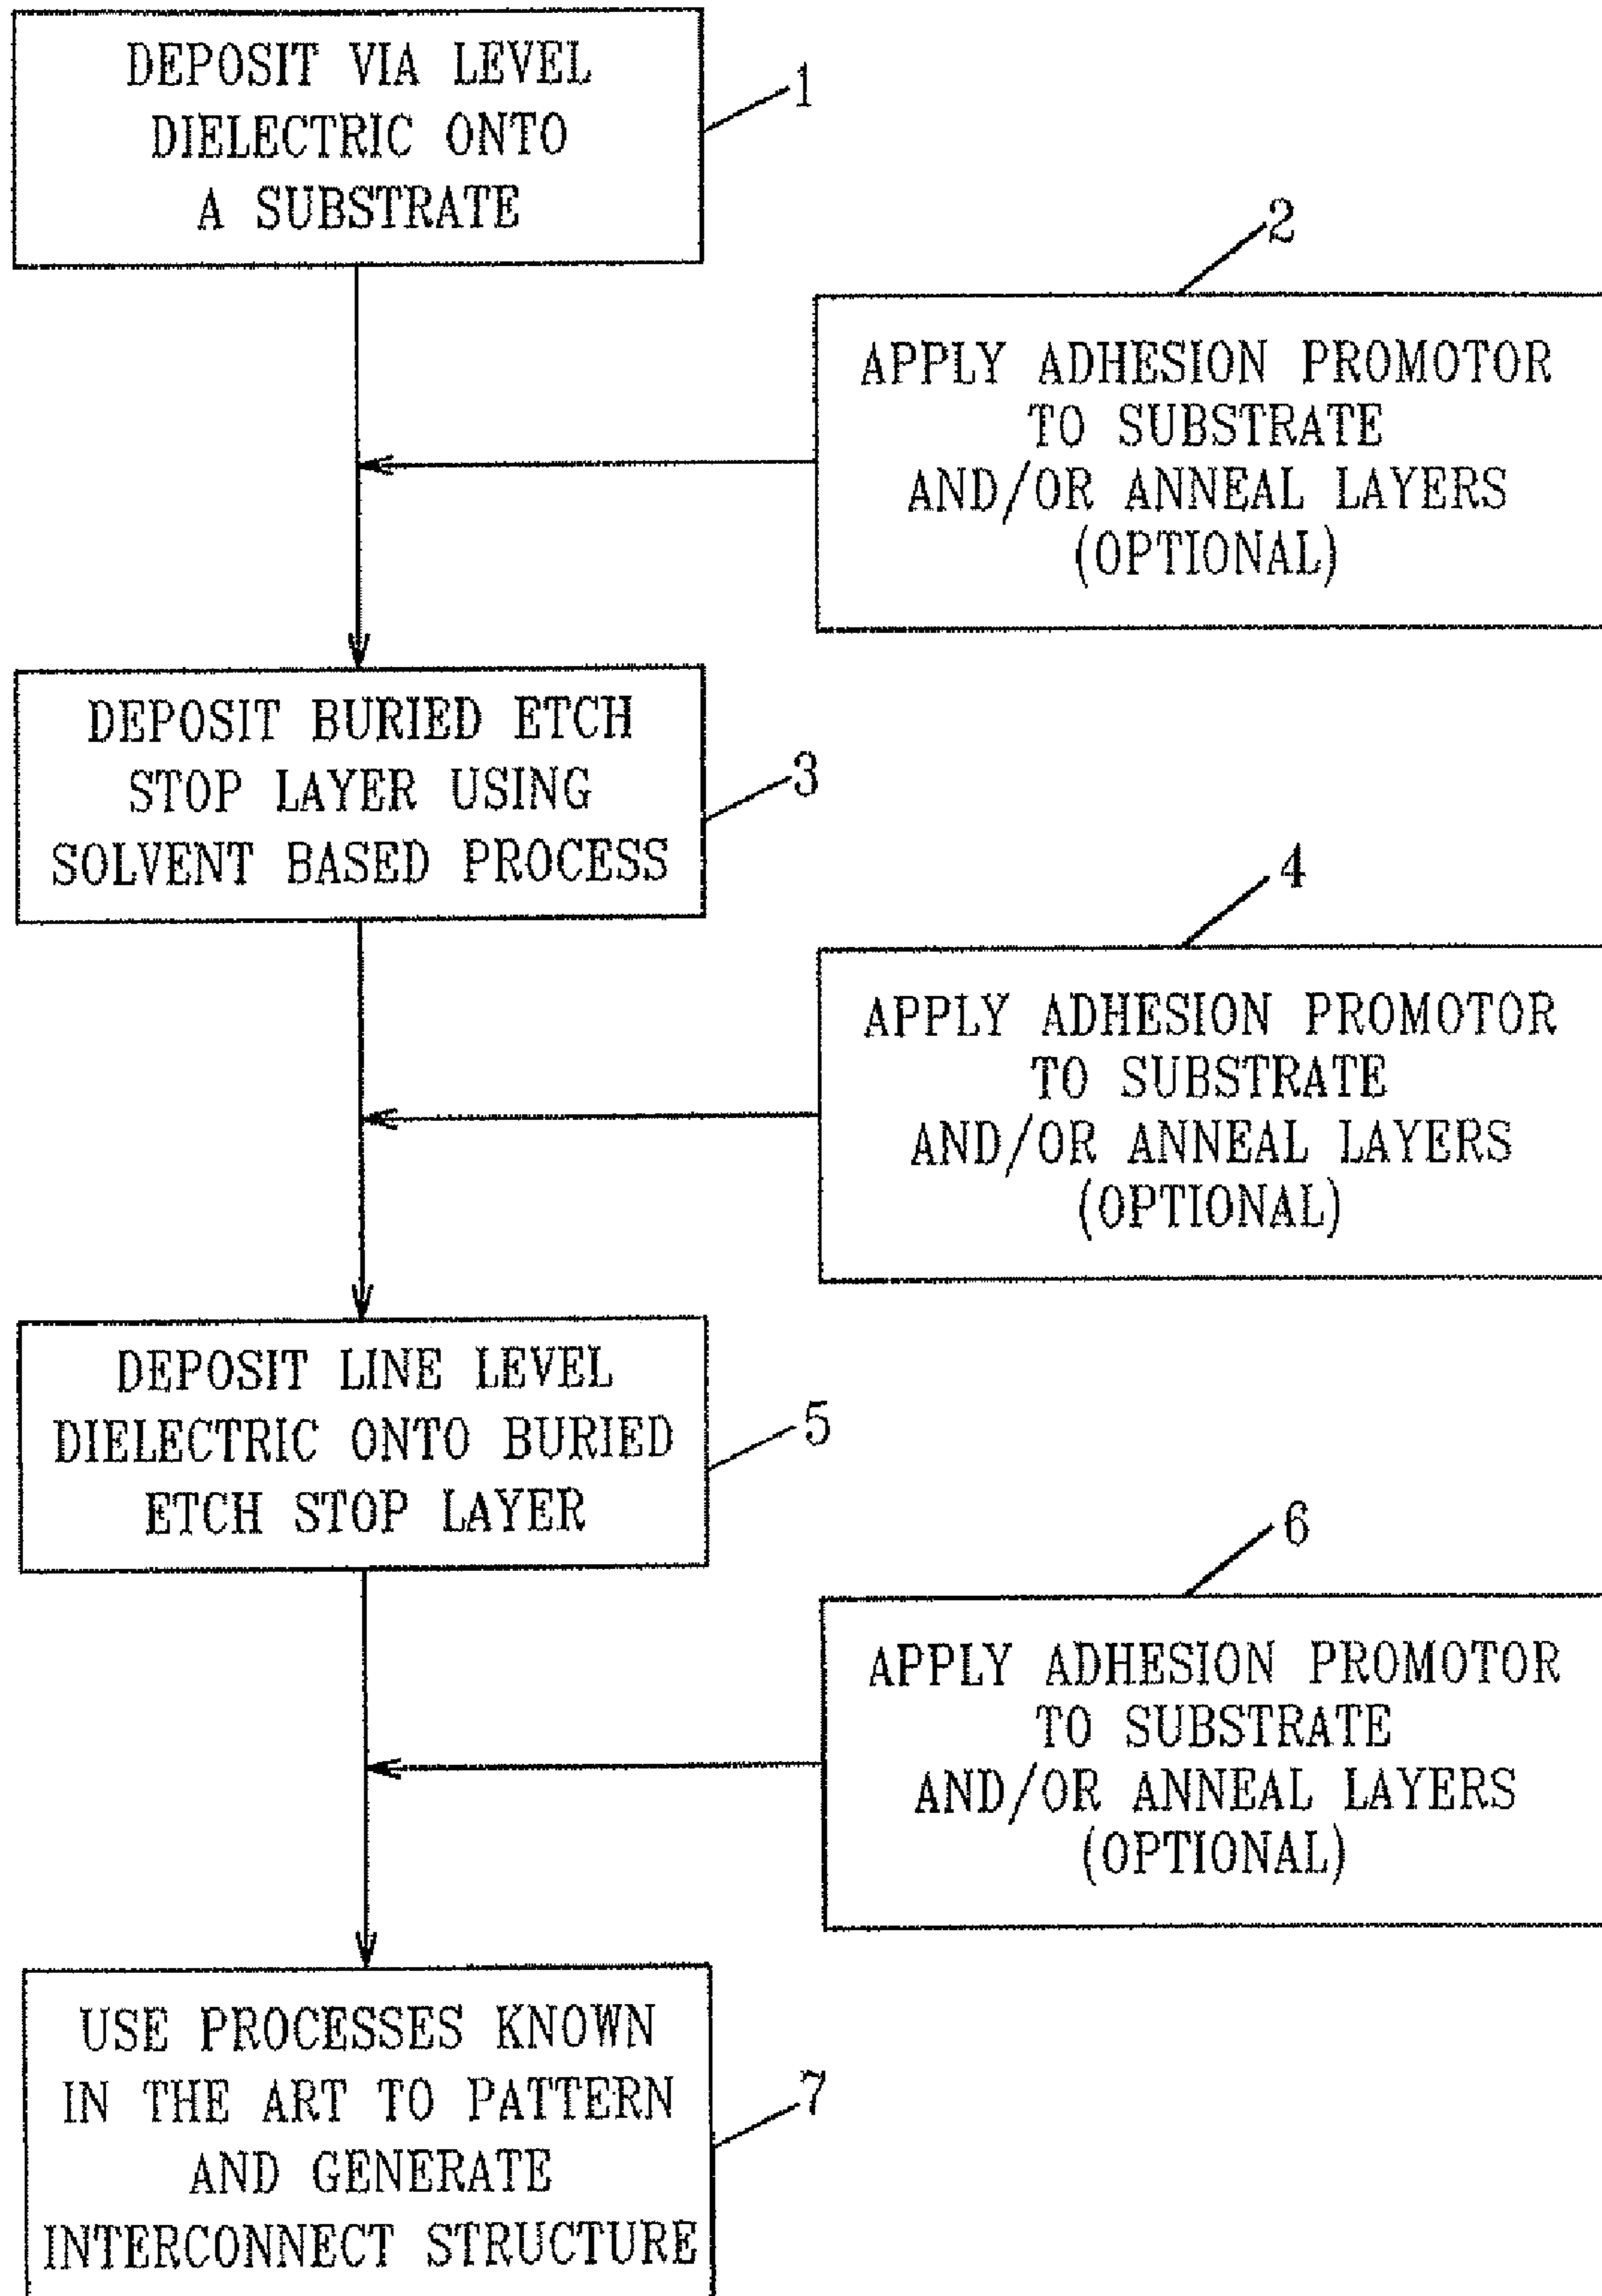 DEPOSIT VIA LEVEL
DIELECTRIC ONTO
A SUBSTRATE
1
2
APPLY ADHESION PROMOTOR
TO SUBSTRATE
AND/OR ANNEAL LAYERS
(OPTIONAL)
DEPOSIT BURIED ETCH
STOP LAYER USING
SOLVENT BASED PROCESS
3
4
APPLY ADHESION PROMOTOR
TO SUBSTRATE
AND/OR ANNEAL LAYERS
(OPTIONAL)
DEPOSIT LINE LEVEL
DIELECTRIC ONTO BURIED
ETCH STOP LAYER
5
6
APPLY ADHESION PROMOTOR
TO SUBSTRATE
AND/OR ANNEAL LAYERS
(OPTIONAL)
USE PROCESSES KNOWN
IN THE ART TO PATTERN
AND GENERATE
INTERCONNECT STRUCTURE
7